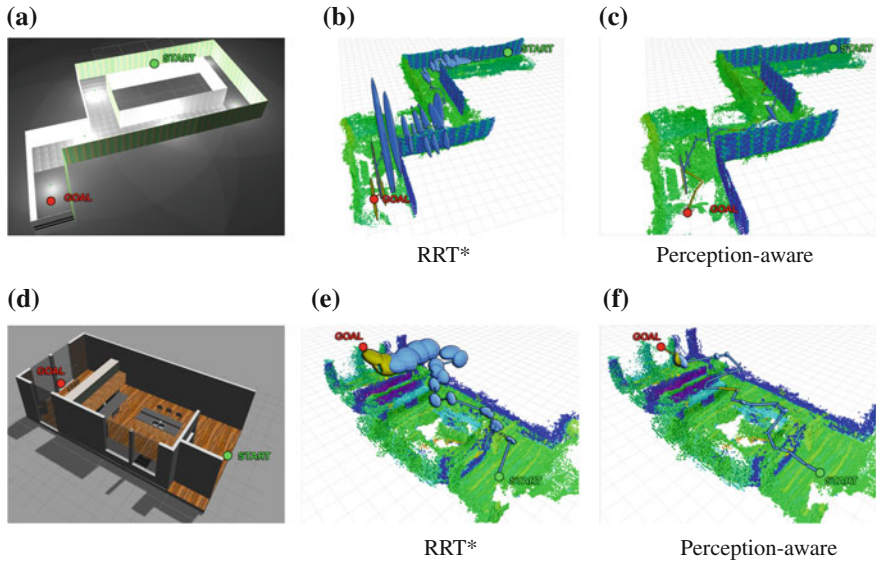 (a)
(b)
(c)
START
START
START
GOAL
GOAL
GOAL
RRT*
Perception-aware
(d)
(e)
(f)
GOAL
GOAL
GOAL
START
START
START
RRT*
Perception-aware